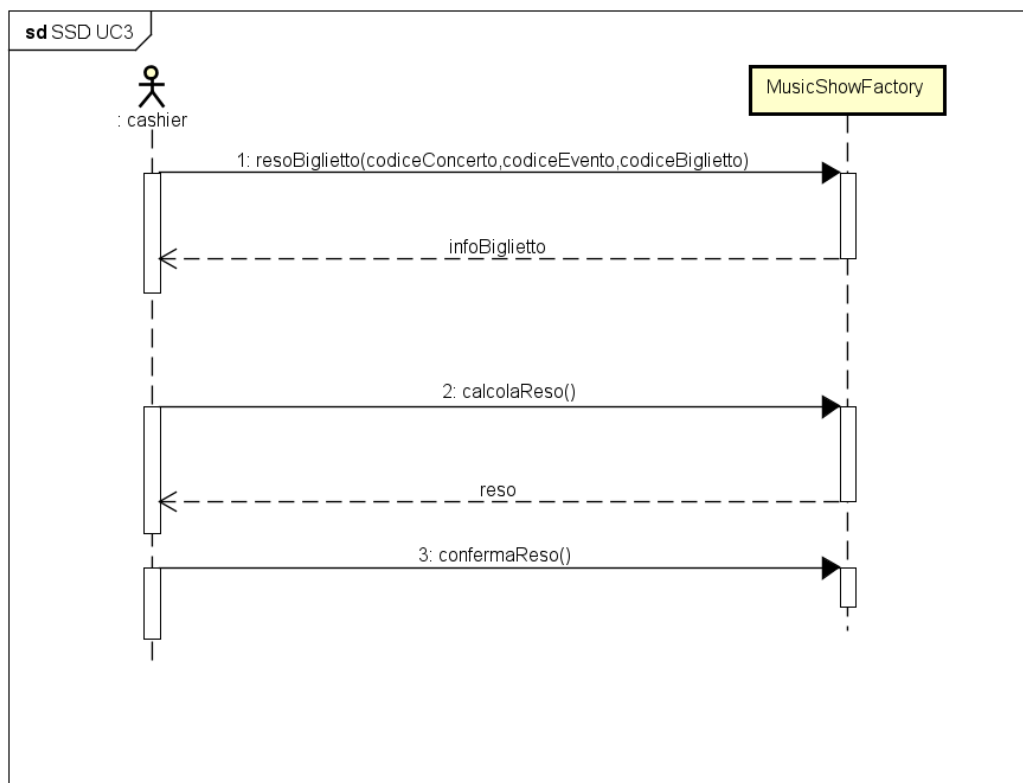 sd SSD UC3
: cashier
MusicShowFactory
1: resoBiglietto(codiceConcerto,codiceEvento,codiceBiglietto)
infoBiglietto
2: calcolaReso()
reso
3: confermaReso()